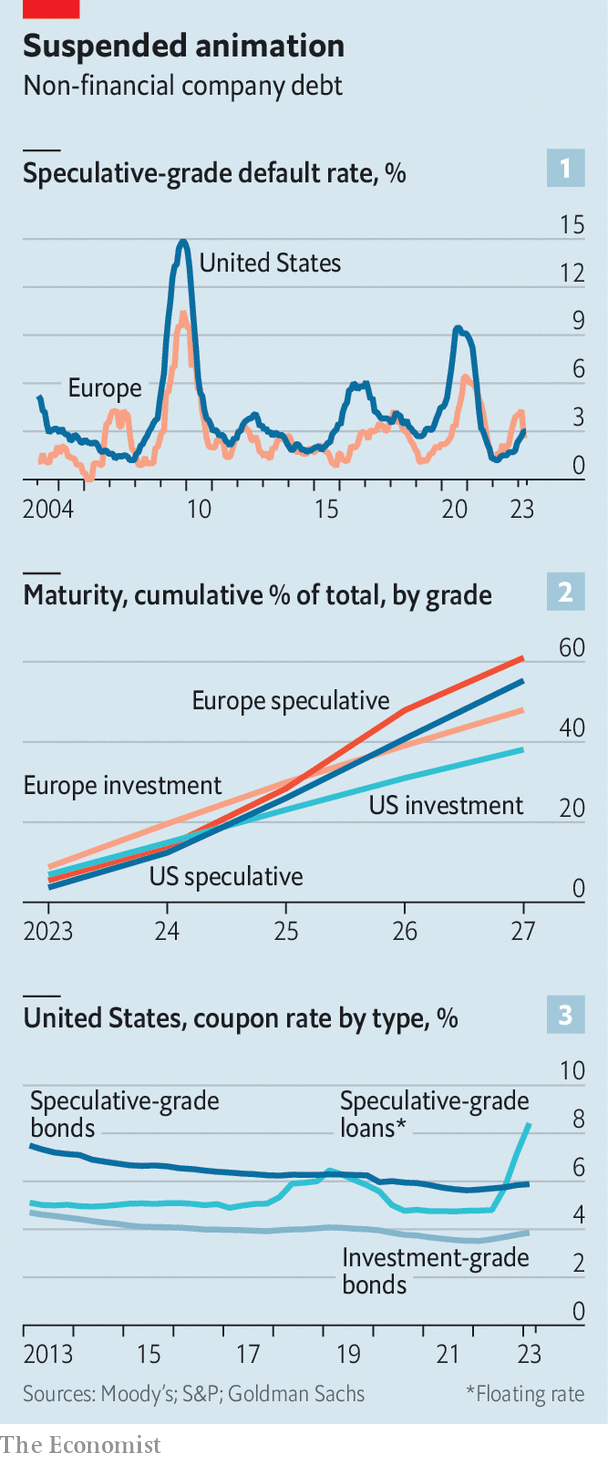 Suspended animation
Non-financial company debt
Speculative-grade default rate, %
1
15
United States
12
9
Europe
6
3
0
2004 10 15 20 23
Maturity, cumulative % of total, by grade
2
60
Europe speculative
40
Europe investment
US investment
20
US speculative
0
2023 24 25 26 27
United States, coupon rate by type, %
3
10
Speculative-grade
bonds
Speculative-grade
loans*
8
6
4
Investment-grade
bonds
2
0
2013 15 17 19 21 23
Sources: Moody's; S&P; Goldman Sachs *Floating rate
The Economist